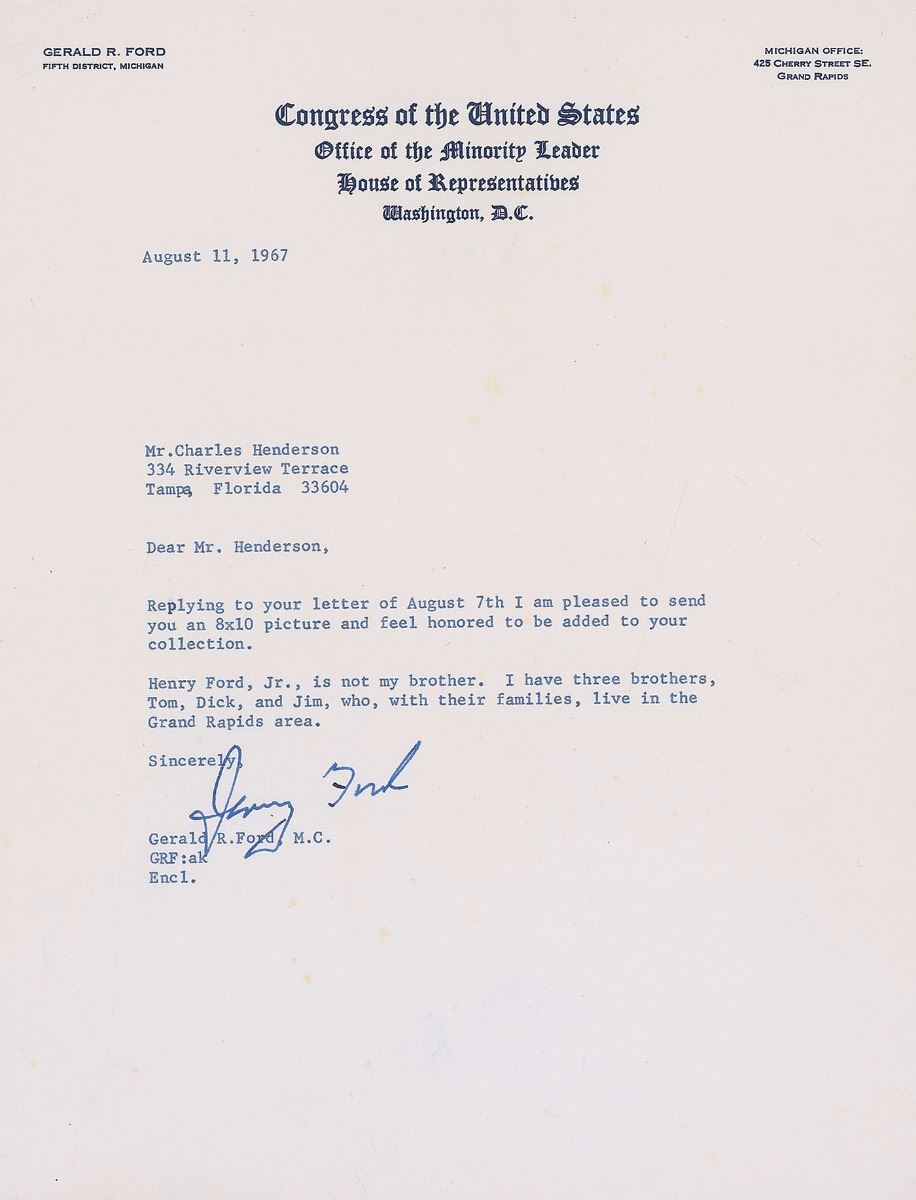 GERALD R. FORD
FIFTH DISTRICT, MICHIGAN
MICHIGAN OFFICE:
425 CHERRY STREET SE.
GRAND RAPIDS
Congress of the United States
Office of the Minority Leader
House of Representatives
Washington, D.C.
August 11, 1967
Mr.Charles Henderson
334 Riverview Terrace
Tampa, Florida 33604
Dear Mr. Henderson,
Replying to your letter of August 7th I am pleased to send
you an 8x10 picture and feel honored to be added to your
collection.
Henry Ford, Jr., is not my brother. I have three brothers,
Tom, Dick, and Jim, who, with their families, live in the
Grand Rapids area.
Sincerely,
Jerry Ford
Gerald R.Ford, M.C.
GRF:ak
Encl.